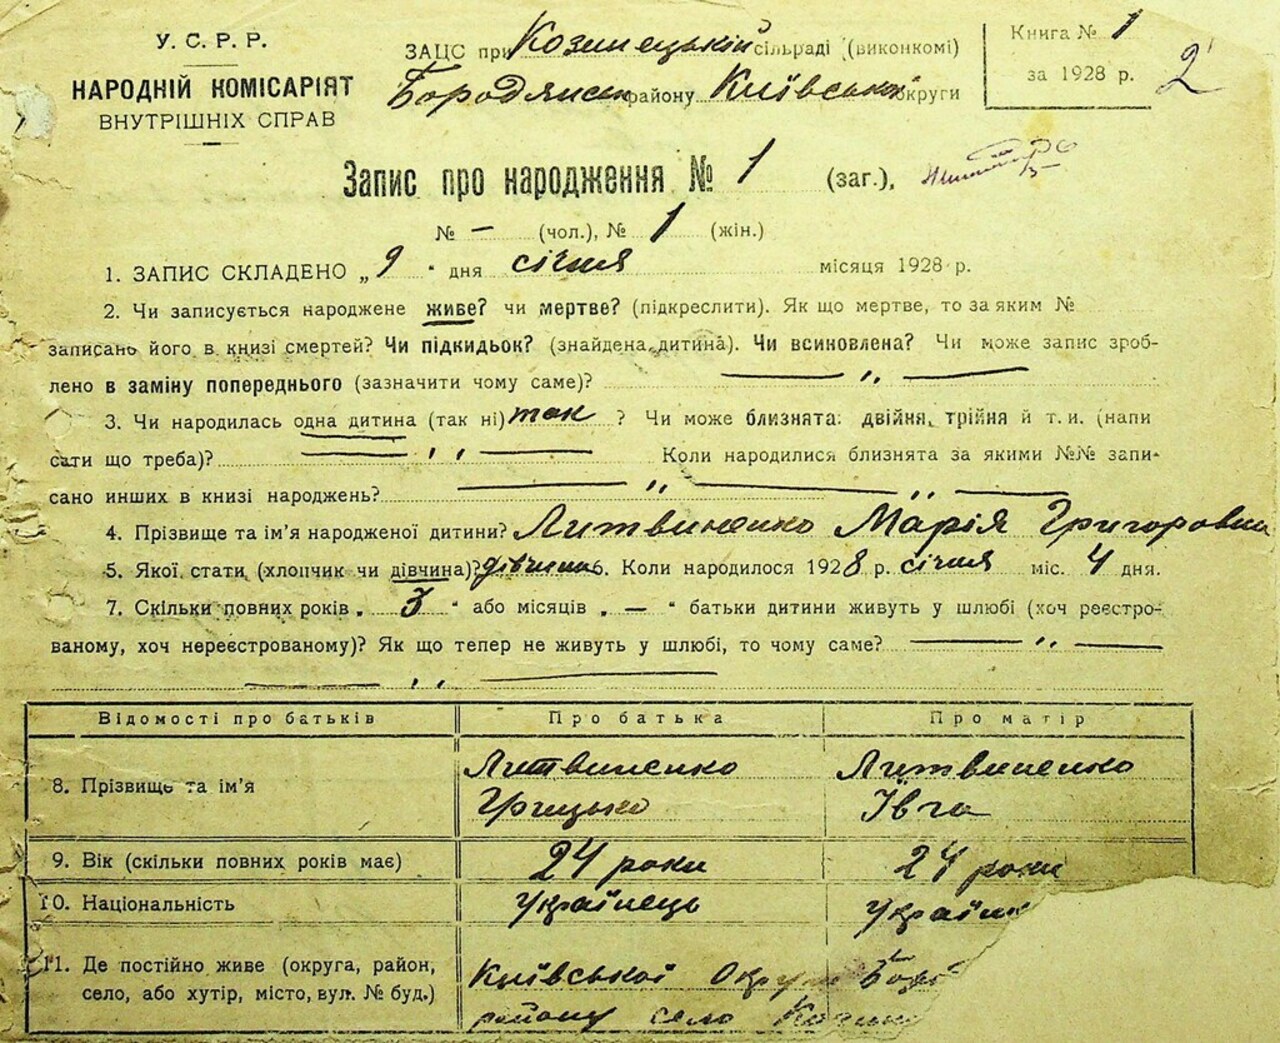 У. С. Р. Р.
НАРОДНІЙ КОМІСАРІЯТ
ВНУТРІШНІХ СПРАВ
ЗАЦС при Козинецькій сільраді (виконкомі)
Бородянськ району Київської округи
Книга № 1
за 1928 р.
2
Запис про народження № 1 (заг.),
№ — (чол.), № 1 (жін.)
1. ЗАПИС СКЛАДЕНО „ 9 “ дня січня місяця 1928 р.
2. Чи записується народжене живе? чи мертве? (підкреслити). Як що мертве, то за яким №
записано його в книзі смертей? Чи підкидьок? (знайдена дитина). Чи всиновлена? Чи може запис зроб-
лено в заміну попереднього (зазначити чому саме)? — „ —
3. Чи народилась одна дитина (так ні) так ? Чи може близнята: двійня, трійня й т. и. (напи
сати що треба)? — „ — Коли народилися близнята за якими №№ запи-
сано инших в книзі народжень? — „ — „ —
4. Прізвище та ім'я народженої дитини? Литвиненко Марія Григоровна
5. Якої статі (хлопчик чи дівчина)? дівчина 6. Коли народилося 1928 р. січня міс. 4 дня.
7. Скільки повних років „ 3 “ або місяців „ — “ батьки дитини живуть у шлюбі (хоч реєстро-
ваному, хоч нереєстрованому)? Як що тепер не живуть у шлюбі, то чому саме? — „ —
— „ —
Відомості про батьків Про батька Про матір
8. Прізвище та ім'я Литвиненко Грицько Литвиненко Івга
9. Вік (скільки повних років має) 24 роки 24 роки
10. Національність Українець Україн
11. Де постійно живе (округа, район, Київської Округи Боро
село, або хутір, місто, вул. № буд.) району село Козин